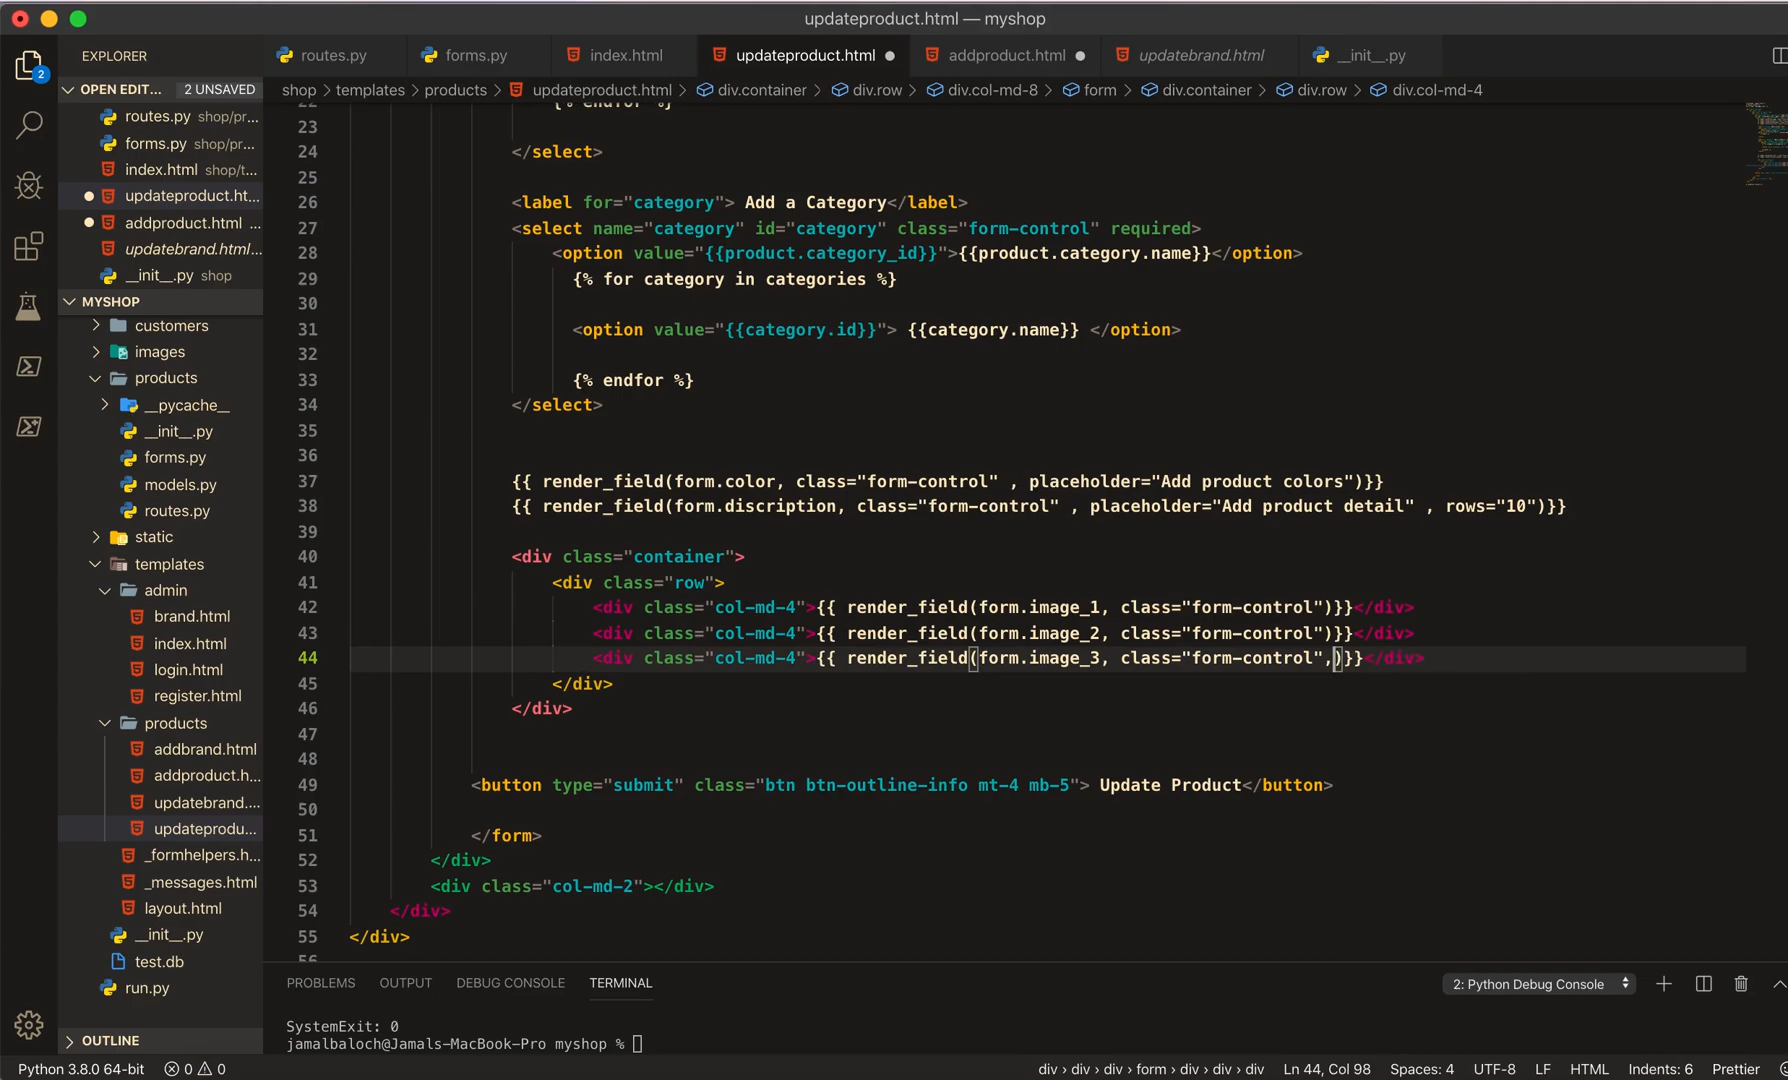 updateproduct.html — myshop
EXPLORER
routes.py
forms.py
index.html
updateproduct.html
addproduct.html
updatebrand.html
__init__.py
OPEN EDIT... 2 UNSAVED
shop > templates > products > updateproduct.html > div.container > div.row > div.col-md-8 > form > div.container > div.row > div.col-md-4
2
routes.py shop/pr...
forms.py shop/pr...
index.html shop/t...
updateproduct.ht...
addproduct.html ...
updatebrand.html...
__init__.py shop
MYSHOP
customers
images
products
__pycache__
__init__.py
forms.py
models.py
routes.py
static
templates
admin
brand.html
index.html
login.html
register.html
products
addbrand.html
addproduct.h...
updatebrand....
updateprodu...
_formhelpers.h...
_messages.html
layout.html
__init__.py
test.db
run.py
OUTLINE
22 {% endfor %}
23
24 </select>
25
26 <label for="category"> Add a Category</label>
27 <select name="category" id="category" class="form-control" required>
28 <option value="{{product.category_id}}">{{product.category.name}}</option>
29 {% for category in categories %}
30
31 <option value="{{category.id}}"> {{category.name}} </option>
32
33 {% endfor %}
34 </select>
35
36
37 {{ render_field(form.color, class="form-control" , placeholder="Add product colors")}}
38 {{ render_field(form.discription, class="form-control" , placeholder="Add product detail" , rows="10")}}
39
40 <div class="container">
41 <div class="row">
42 <div class="col-md-4">{{ render_field(form.image_1, class="form-control")}}</div>
43 <div class="col-md-4">{{ render_field(form.image_2, class="form-control")}}</div>
44 <div class="col-md-4">{{ render_field(form.image_3, class="form-control",)}}</div>
45 </div>
46 </div>
47
48
49 <button type="submit" class="btn btn-outline-info mt-4 mb-5"> Update Product</button>
50
51 </form>
52 </div>
53 <div class="col-md-2"></div>
54 </div>
55 </div>
56
PROBLEMS OUTPUT DEBUG CONSOLE TERMINAL
2: Python Debug Console
SystemExit: 0
jamalbaloch@Jamals-MacBook-Pro myshop %
Python 3.8.0 64-bit 0 0
div > div > div > form > div > div > div Ln 44, Col 98 Spaces: 4 UTF-8 LF HTML Indents: 6 Prettier